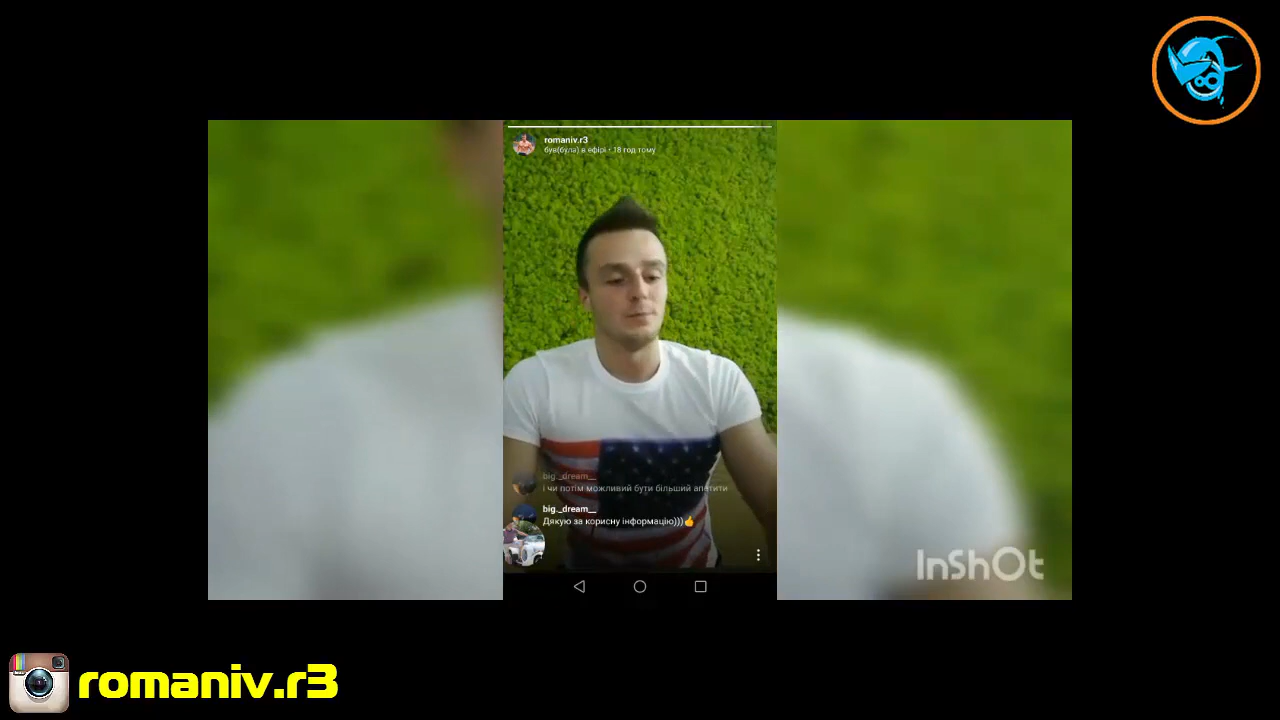 romaniv.r3
був(була) в ефірі • 18 год тому
big._dream__
і чи потім можливий бути більший апетити
big._dream__
Дякую за корисну інформацію)))👍
InShOt
romaniv.r3